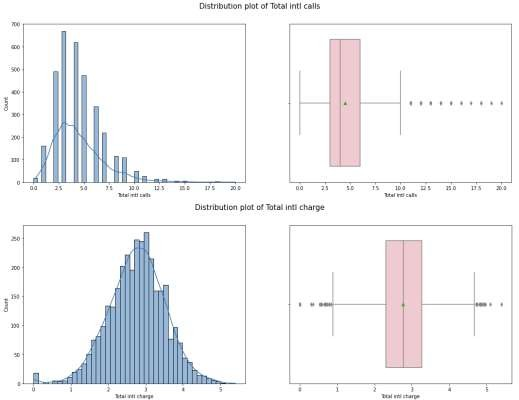 Distribution plot of Total intl calls
700
600
500
400
300
200
100
0
Count
0.0 2.5 5.0 7.5 10.0 12.5 15.0 17.5 20.0
Total intl calls
0.0 2.5 5.0 7.5 10.0 12.5 15.0 17.5 20.0
Total intl calls
Distribution plot of Total intl charge
250
200
150
100
50
0
Count
0 1 2 3 4 5
Total intl charge
0 1 2 3 4 5
Total intl charge